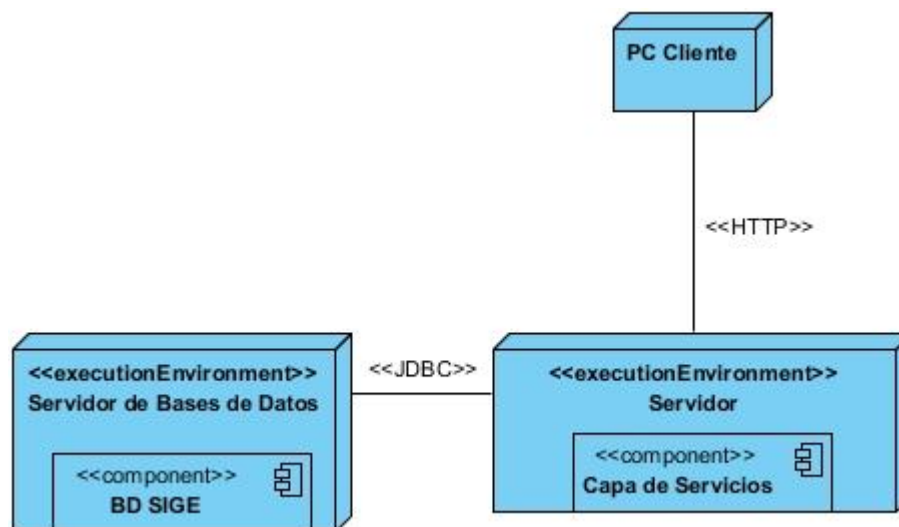 PC Cliente
<<HTTP>>
<<executionEnvironment>>
Servidor de Bases de Datos
<<component>>
BD SIGE
<<JDBC>>
<<executionEnvironment>>
Servidor
<<component>>
Capa de Servicios